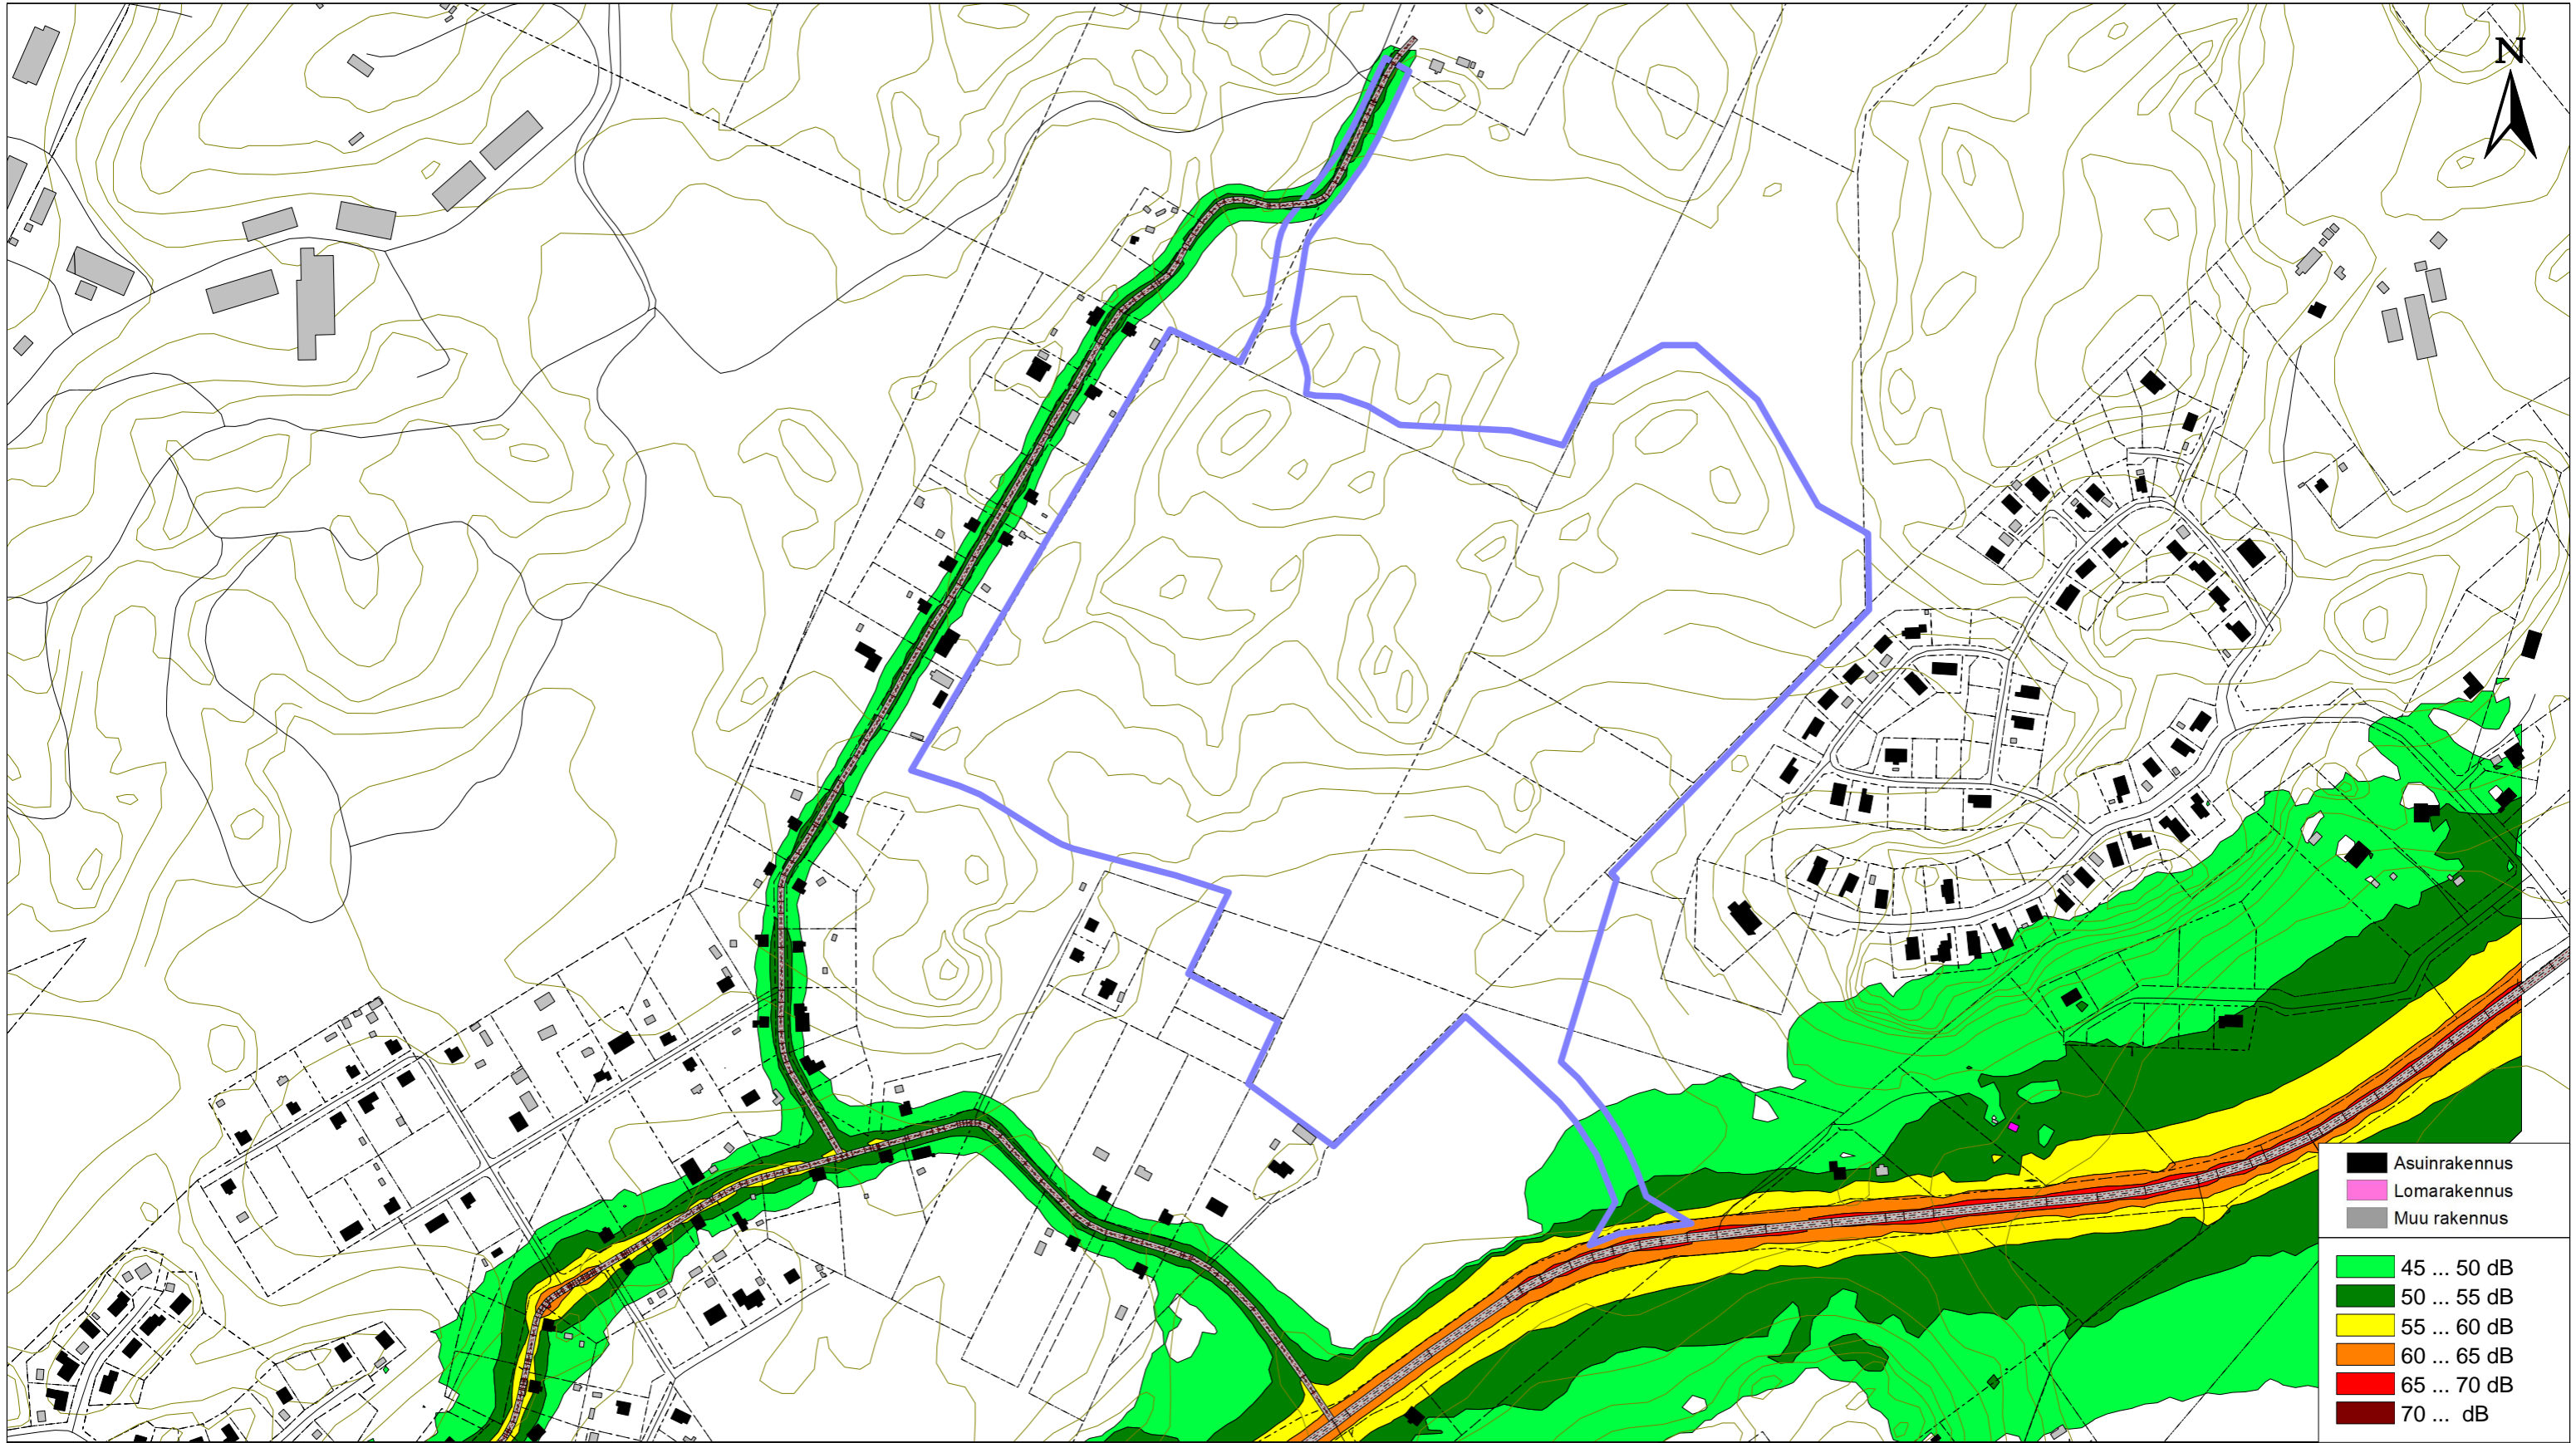 N
Asuinrakennus
Lomarakennus
Muu rakennus
45 ... 50 dB
50 ... 55 dB
55 ... 60 dB
60 ... 65 dB
65 ... 70 dB
70 ... dB